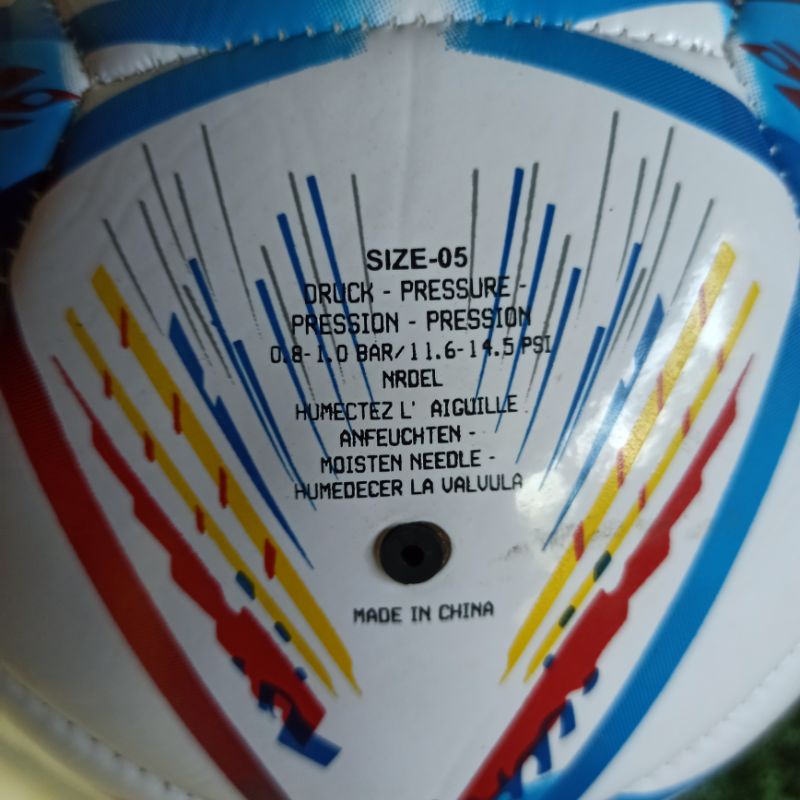 SIZE-05
DRUCK - PRESSURE -
PRESSION - PRESSION
0.8-1.0 BAR/11.6-14.5 PSI
NRDEL
HUMECTEZ L' AIGUILLE
ANFEUCHTEN -
MOISTEN NEEDLE -
HUMEDECER LA VALVULA
MADE IN CHINA